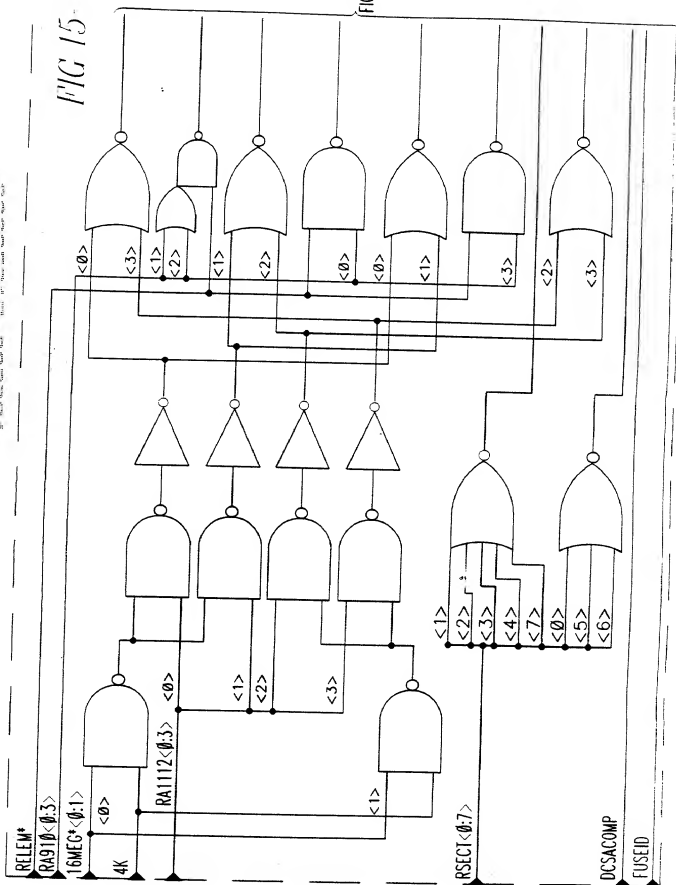 FIG 15
FIG
RELEM*
RA910<0:3>
16MEG*<0:1>
4K
RA1112<0:3>
<0>
<1>
<0>
<1>
<2>
<3>
<0>
<3>
<1>
<2>
<1>
<2>
<0>
<0>
<1>
<3>
<2>
<3>
RSECT<0:7>
<1>
<2>
<3>
<4>
<7>
<0>
<5>
<6>
DCSACOMP
FUSEID